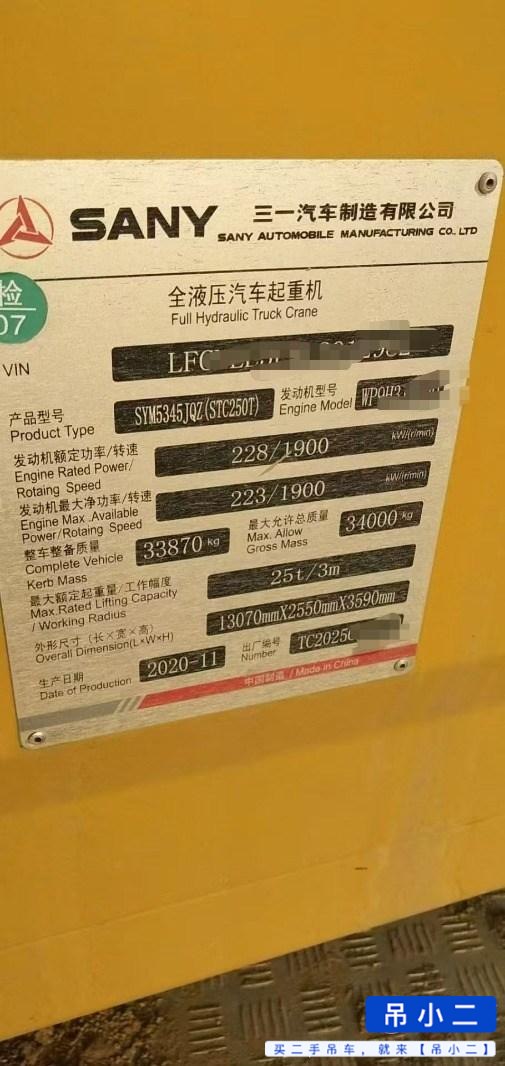 SANY 三一汽车制造有限公司
SANY AUTOMOBILE MANUFACTURING CO. LTD
检
07
全液压汽车起重机
Full Hydraulic Truck Crane
VIN
产品型号
Product Type
SYM5345JQZ(STC250T)
发动机型号
Engine Model
发动机额定功率/转速
Engine Rated Power/
Rotaing Speed
228/1900
kW/(r/min)
发动机最大净功率/转速
Engine Max .Available
Power/Rotaing Speed
223/1900
kW/(r/min)
整车整备质量
Complete Vehicle
Kerb Mass
33870 kg
最大允许总质量
Max. Allow
Gross Mass
34000 kg
最大额定起重量/工作幅度
Max.Rated Lifting Capacity
/ Working Radius
25t/3m
外形尺寸（长×宽×高）
Overall Dimension(L×W×H)
13070mmX2550mmX3590mm
生产日期
Date of Production
2020-11
出厂编号
Number
中国制造 / Made in China
吊小二
买二手吊车，就来【吊小二】